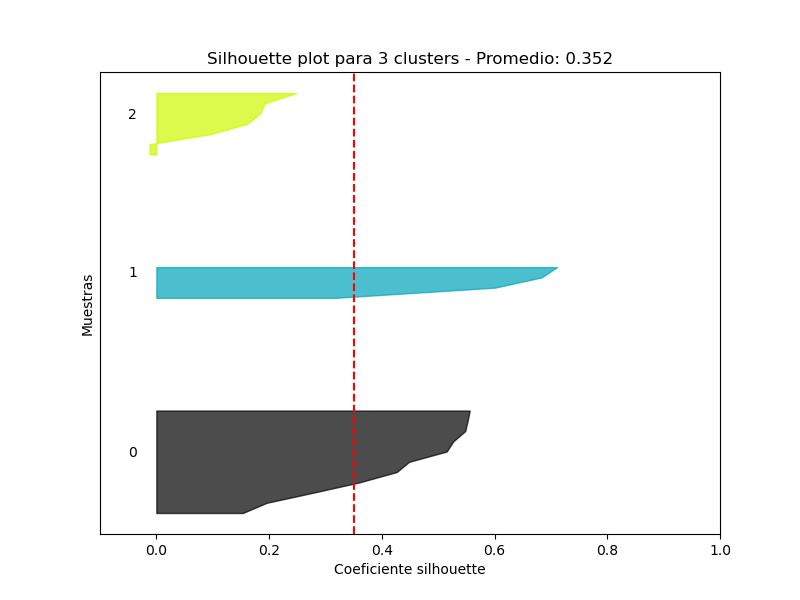 Silhouette plot para 3 clusters - Promedio: 0.352
2
1
0
Muestras
0.0 0.2 0.4 0.6 0.8 1.0
Coeficiente silhouette